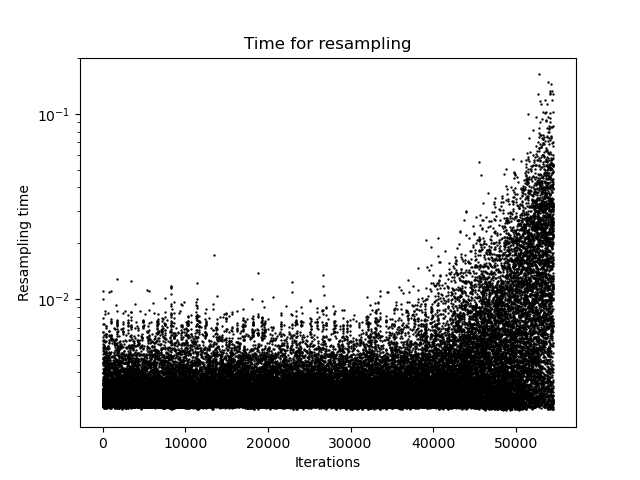 Time for resampling
10⁻¹
10⁻²
Resampling time
0 10000 20000 30000 40000 50000
Iterations